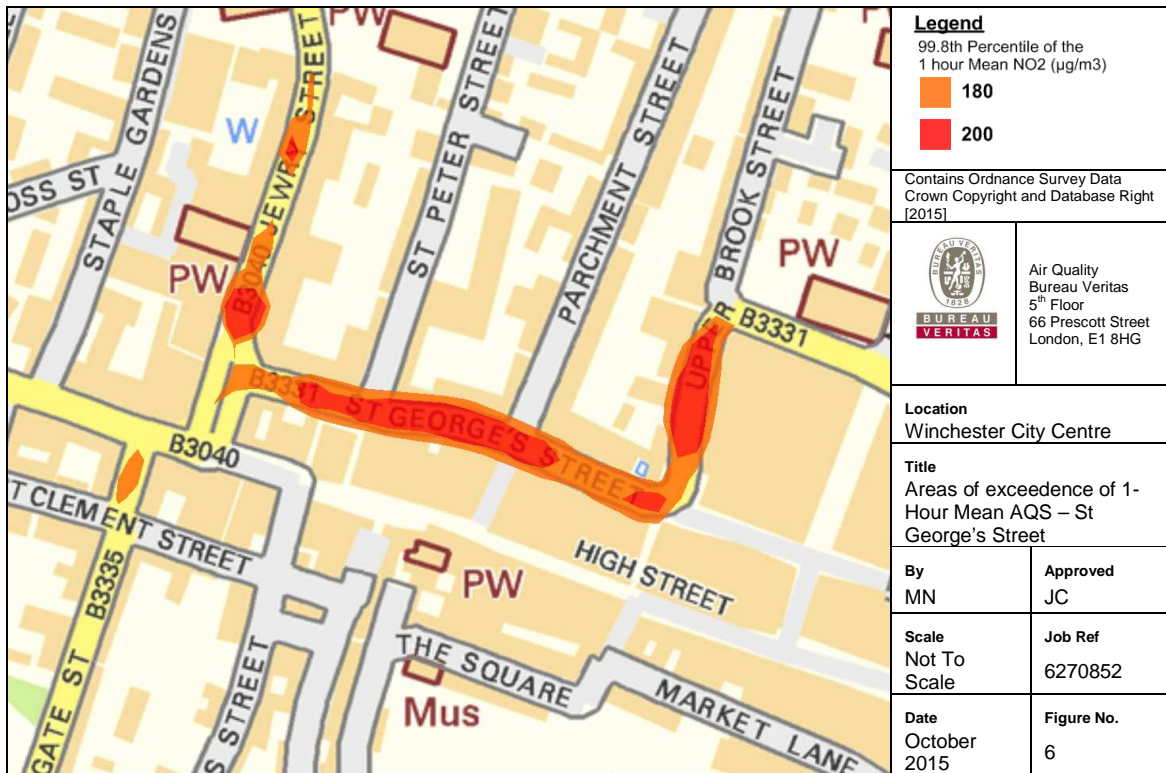 PW
PW
STAPLE GARDENS
JEWRY STREET
ST PETER STREET
PARCHMENT STREET
BROOK STREET
W
OSS ST
PW
B3040
PW
UPPER
B3331
B3331
ST GEORGE'S STREET
B3040
T CLEMENT STREET
HIGH STREET
PW
B3335
THE SQUARE
MARKET LANE
Mus
GATE ST
S STREET
Legend
99.8th Percentile of the
1 hour Mean NO2 (µg/m3)
180
200
Contains Ordnance Survey Data
Crown Copyright and Database Right
[2015]
BUREAU VERITAS
1828
BUREAU
VERITAS
Air Quality
Bureau Veritas
5th Floor
66 Prescott Street
London, E1 8HG
Location
Winchester City Centre
Title
Areas of exceedence of 1-
Hour Mean AQS – St
George's Street
By
MN
Approved
JC
Scale
Not To
Scale
Job Ref
6270852
Date
October
2015
Figure No.
6